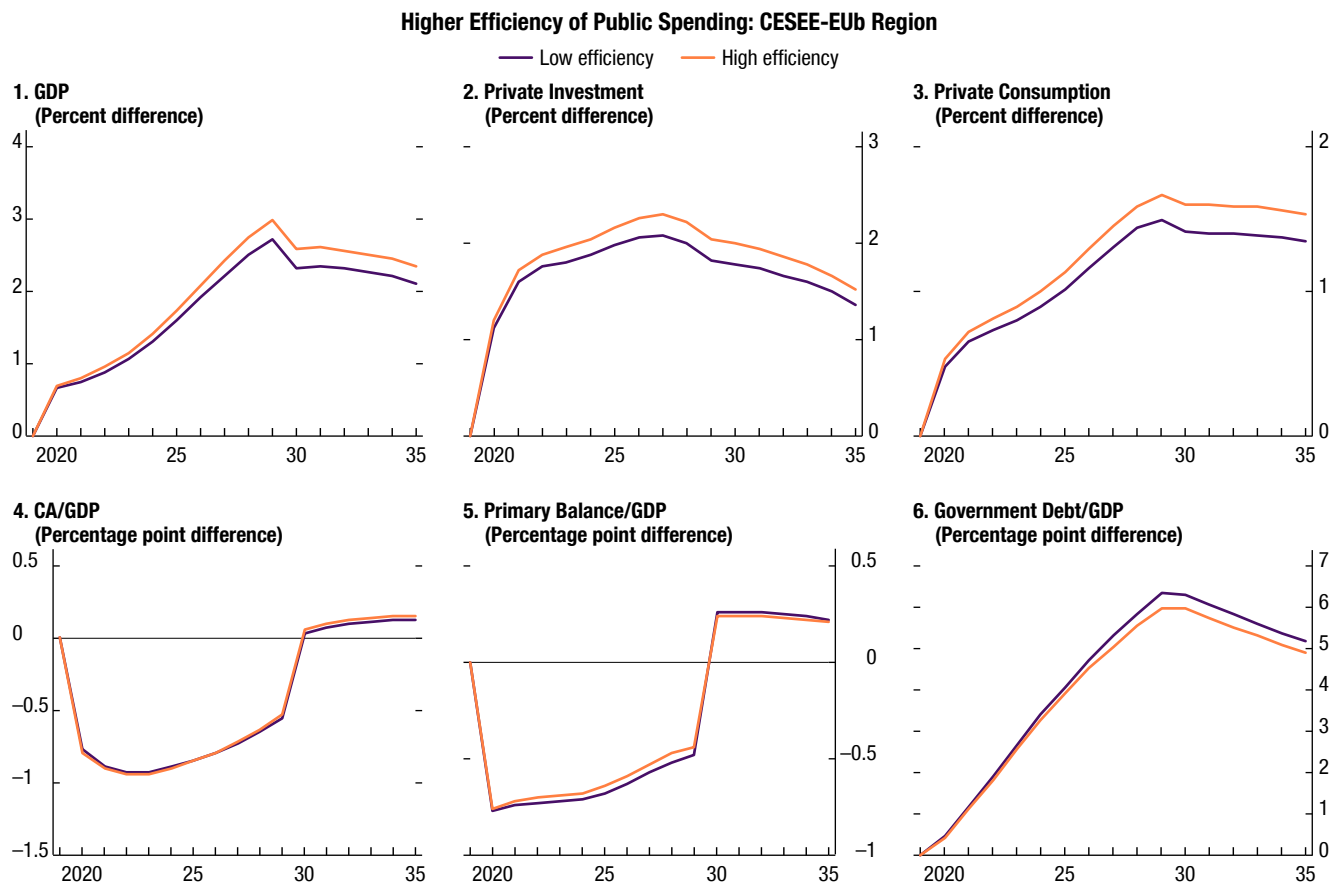 Higher Efficiency of Public Spending: CESEE-EUb Region
Low efficiency
High efficiency
1. GDP
(Percent difference)
4
3
2
1
0
2020 25 30 35
2. Private Investment
(Percent difference)
3
2
1
0
2020 25 30 35
3. Private Consumption
(Percent difference)
2
1
0
2020 25 30 35
4. CA/GDP
(Percentage point difference)
0.5
0
–0.5
–1
–1.5
2020 25 30 35
5. Primary Balance/GDP
(Percentage point difference)
0.5
0
–0.5
–1
2020 25 30 35
6. Government Debt/GDP
(Percentage point difference)
7
6
5
4
3
2
1
0
2020 25 30 35